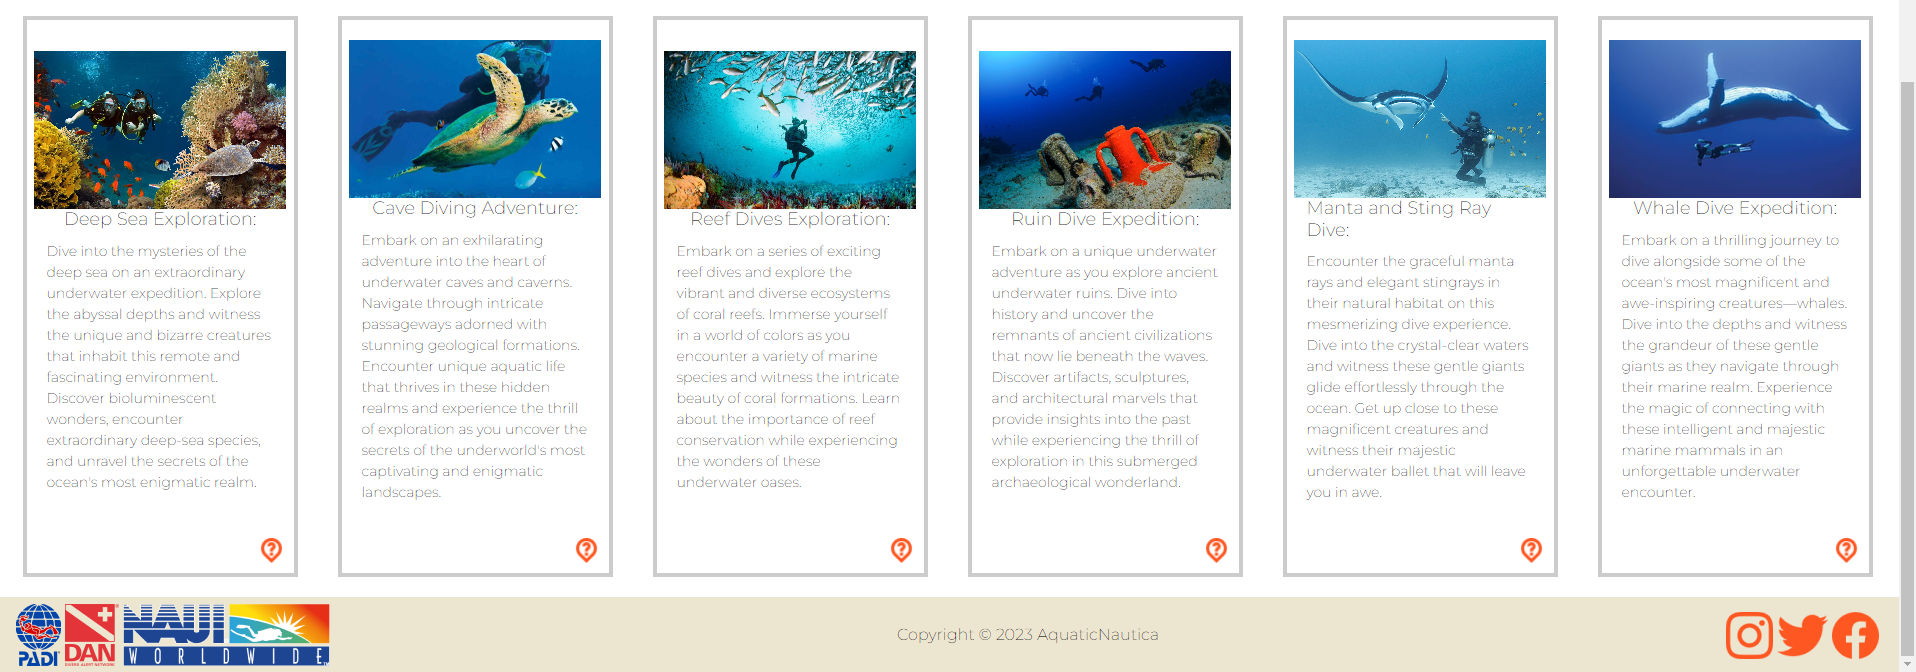 Deep Sea Exploration:
Dive into the mysteries of the
deep sea on an extraordinary
underwater expedition. Explore
the abyssal depths and witness
the unique and bizarre creatures
that inhabit this remote and
fascinating environment.
Discover bioluminescent
wonders, encounter
extraordinary deep-sea species,
and unravel the secrets of the
ocean's most enigmatic realm.
Cave Diving Adventure:
Embark on an exhilarating
adventure into the heart of
underwater caves and caverns.
Navigate through intricate
passageways adorned with
stunning geological formations.
Encounter unique aquatic life
that thrives in these hidden
realms and experience the thrill
of exploration as you uncover the
secrets of the underworld's most
captivating and enigmatic
landscapes.
Reef Dives Exploration:
Embark on a series of exciting
reef dives and explore the
vibrant and diverse ecosystems
of coral reefs. Immerse yourself
in a world of colors as you
encounter a variety of marine
species and witness the intricate
beauty of coral formations. Learn
about the importance of reef
conservation while experiencing
the wonders of these
underwater oases.
Ruin Dive Expedition:
Embark on a unique underwater
adventure as you explore ancient
underwater ruins. Dive into
history and uncover the
remnants of ancient civilizations
that now lie beneath the waves.
Discover artifacts, sculptures,
and architectural marvels that
provide insights into the past
while experiencing the thrill of
exploration in this submerged
archaeological wonderland.
Manta and Sting Ray
Dive:
Encounter the graceful manta
rays and elegant stingrays in
their natural habitat on this
mesmerizing dive experience.
Dive into the crystal-clear waters
and witness these gentle giants
glide effortlessly through the
ocean. Get up close to these
magnificent creatures and
witness their majestic
underwater ballet that will leave
you in awe.
Whale Dive Expedition:
Embark on a thrilling journey to
dive alongside some of the
ocean's most magnificent and
awe-inspiring creatures—whales.
Dive into the depths and witness
the grandeur of these gentle
giants as they navigate through
their marine realm. Experience
the magic of connecting with
these intelligent and majestic
marine mammals in an
unforgettable underwater
encounter.
PADI
DAN
DIVERS ALERT NETWORK
NAUI
WORLDWIDE
Copyright © 2023 AquaticNautica